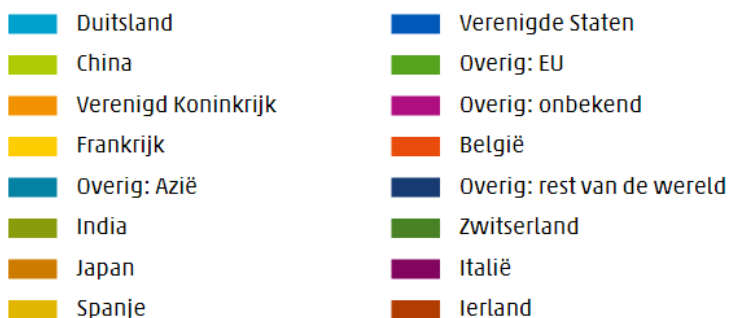 Duitsland
Verenigde Staten
China
Overig: EU
Verenigd Koninkrijk
Overig: onbekend
Frankrijk
België
Overig: Azië
Overig: rest van de wereld
India
Zwitserland
Japan
Italië
Spanje
Ierland